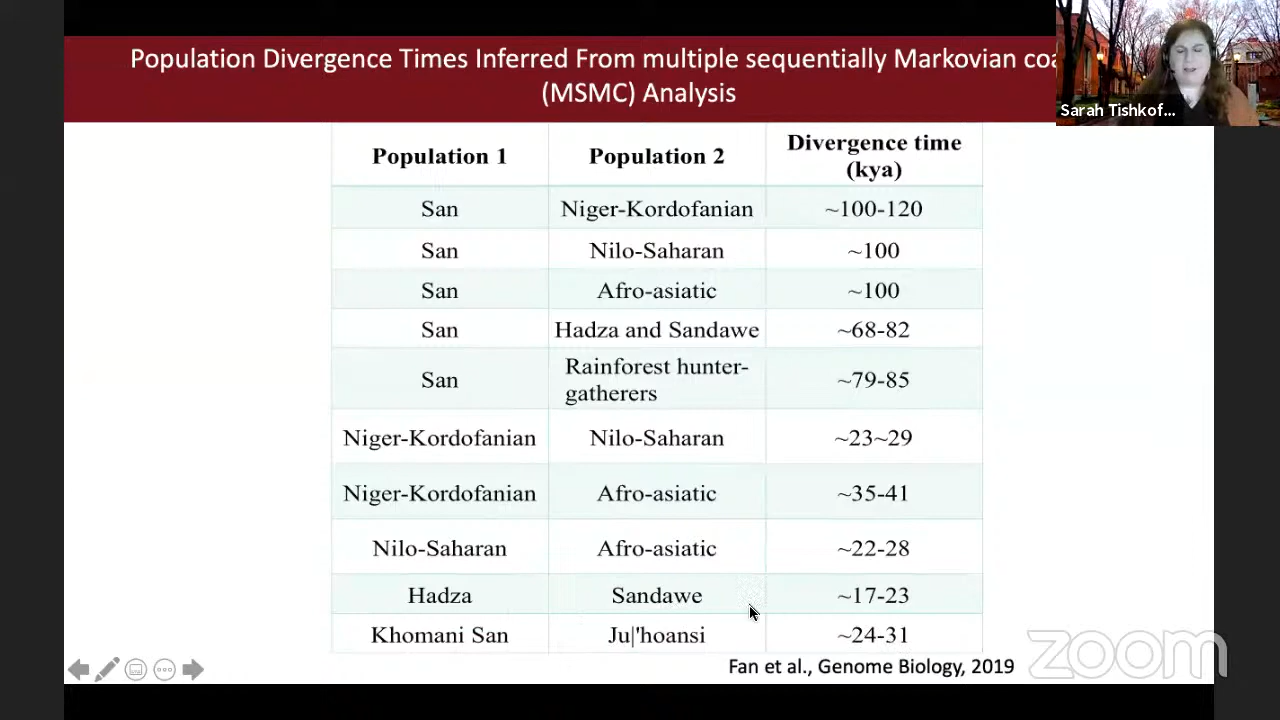 Population Divergence Times Inferred From multiple sequentially Markovian
(MSMC) Analysis
Sarah Tishkof...
Population 1 Population 2 Divergence time (kya)
San Niger-Kordofanian ~100-120
San Nilo-Saharan ~100
San Afro-asiatic ~100
San Hadza and Sandawe ~68-82
San Rainforest hunter-gatherers ~79-85
Niger-Kordofanian Nilo-Saharan ~23~29
Niger-Kordofanian Afro-asiatic ~35-41
Nilo-Saharan Afro-asiatic ~22-28
Hadza Sandawe ~17-23
Khomani San Ju|'hoansi ~24-31
Fan et al., Genome Biology, 2019
zoom